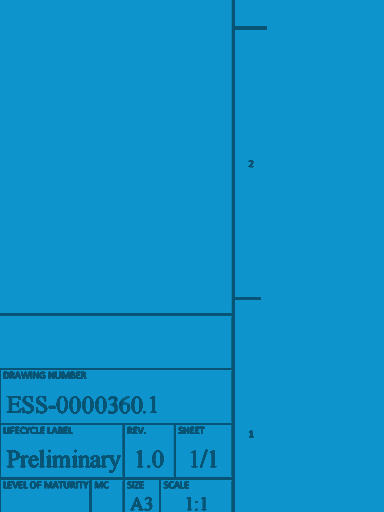 2
DRAWING NUMBER
ESS-0000360.1
LIFECYCLE LABEL REV. SHEET
Preliminary 1.0 1/1
1
LEVEL OF MATURITY MC SIZE SCALE
A3 1:1